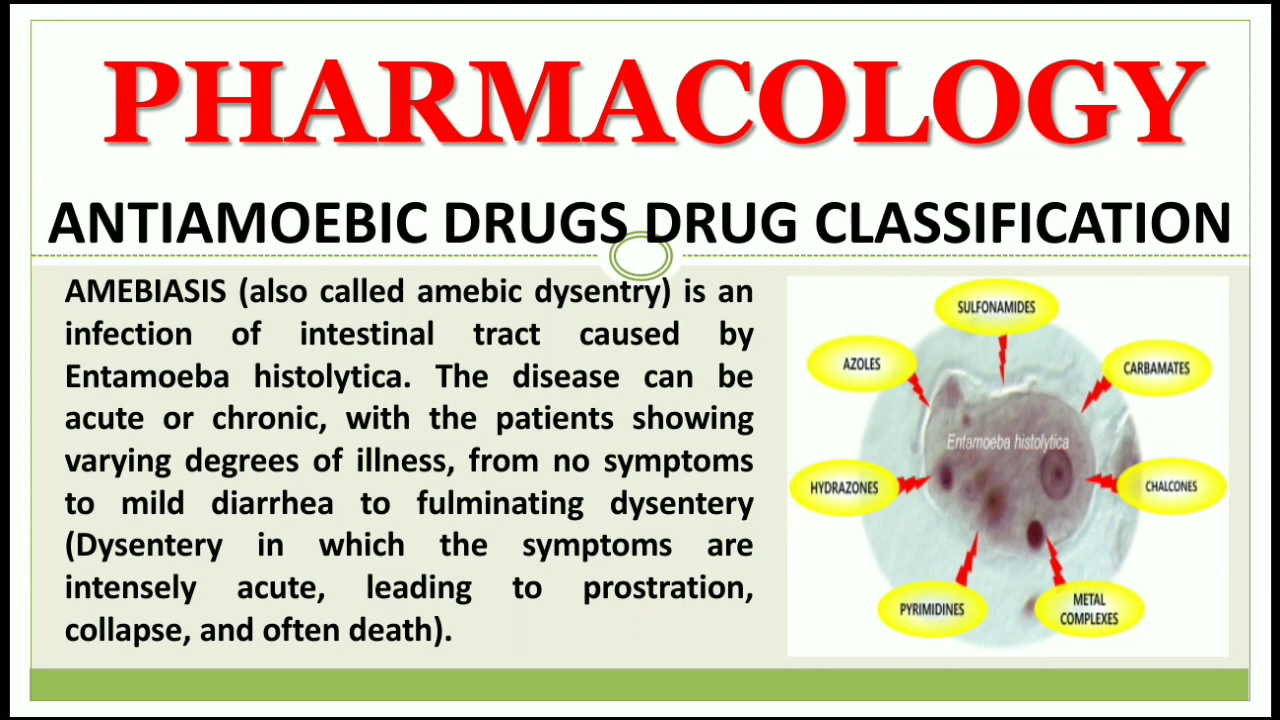 PHARMACOLOGY
ANTIAMOEBIC DRUGS DRUG CLASSIFICATION
AMEBIASIS (also called amebic dysentry) is an
infection of intestinal tract caused by
Entamoeba histolytica. The disease can be
acute or chronic, with the patients showing
varying degrees of illness, from no symptoms
to mild diarrhea to fulminating dysentery
(Dysentery in which the symptoms are
intensely acute, leading to prostration,
collapse, and often death).
SULFONAMIDES
AZOLES
CARBAMATES
Entamoeba histolytica
HYDRAZONES
CHALCONES
PYRIMIDINES
METAL
COMPLEXES